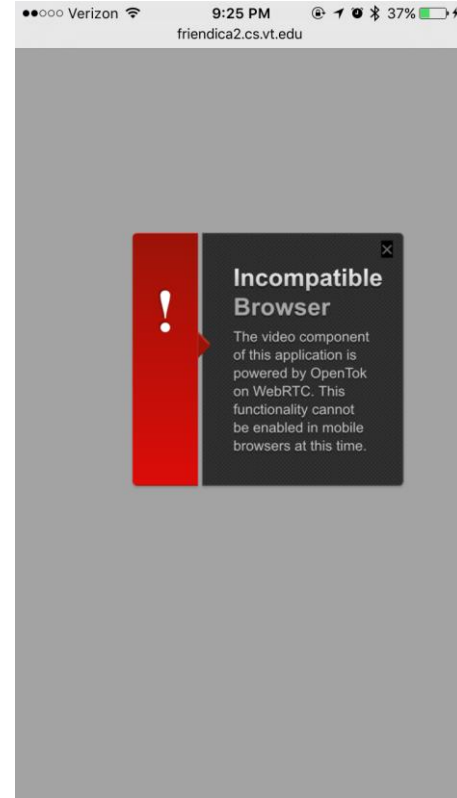 Verizon 9:25 PM 37%
friendica2.cs.vt.edu
!
Incompatible
Browser
The video component
of this application is
powered by OpenTok
on WebRTC. This
functionality cannot
be enabled in mobile
browsers at this time.